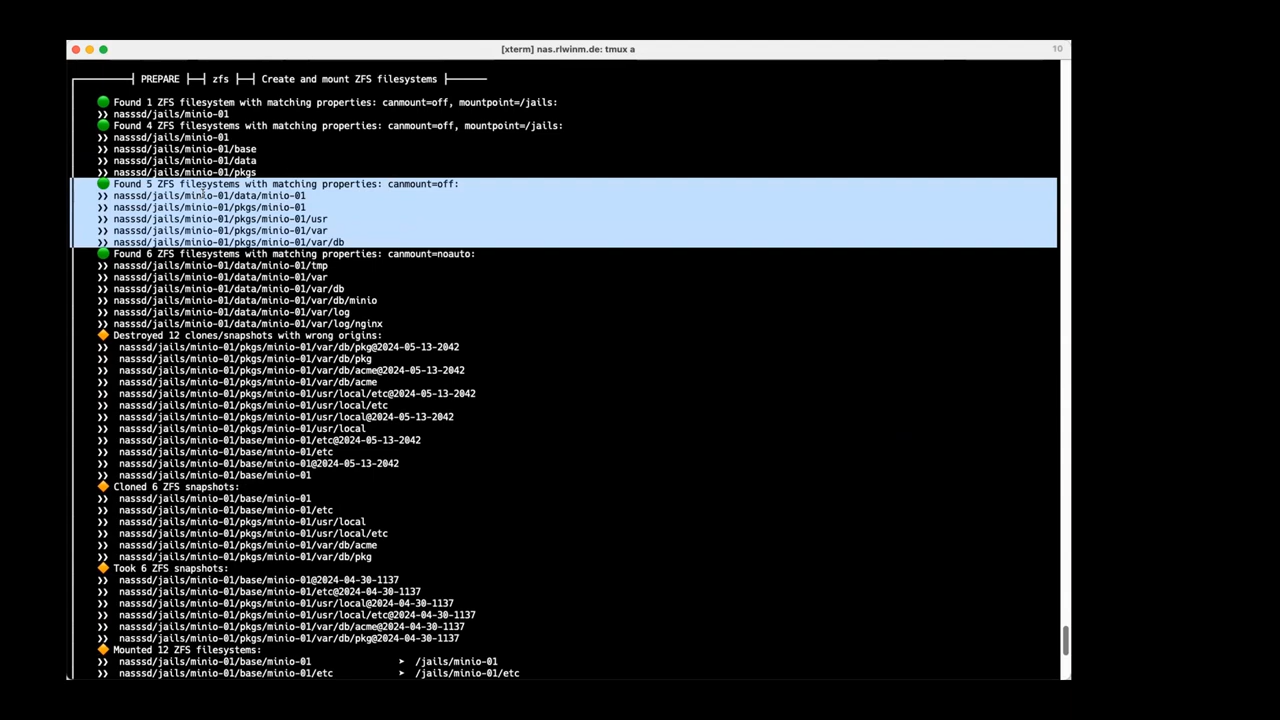 [xterm] nas.rlwinm.de: tmux a
10
PREPARE zfs Create and mount ZFS filesystems
Found 1 ZFS filesystem with matching properties: canmount=off, mountpoint=/jails:
❯❯ nasssd/jails/minio-01
Found 4 ZFS filesystems with matching properties: canmount=off, mountpoint=/jails:
❯❯ nasssd/jails/minio-01
❯❯ nasssd/jails/minio-01/base
❯❯ nasssd/jails/minio-01/data
❯❯ nasssd/jails/minio-01/pkgs
Found 5 ZFS filesystems with matching properties: canmount=off:
❯❯ nasssd/jails/minio-01/data/minio-01
❯❯ nasssd/jails/minio-01/pkgs/minio-01
❯❯ nasssd/jails/minio-01/pkgs/minio-01/usr
❯❯ nasssd/jails/minio-01/pkgs/minio-01/var
❯❯ nasssd/jails/minio-01/pkgs/minio-01/var/db
Found 6 ZFS filesystems with matching properties: canmount=noauto:
❯❯ nasssd/jails/minio-01/data/minio-01/tmp
❯❯ nasssd/jails/minio-01/data/minio-01/var
❯❯ nasssd/jails/minio-01/data/minio-01/var/db
❯❯ nasssd/jails/minio-01/data/minio-01/var/db/minio
❯❯ nasssd/jails/minio-01/data/minio-01/var/log
❯❯ nasssd/jails/minio-01/data/minio-01/var/log/nginx
Destroyed 12 clones/snapshots with wrong origins:
❯❯ nasssd/jails/minio-01/pkgs/minio-01/var/db/pkg@2024-05-13-2042
❯❯ nasssd/jails/minio-01/pkgs/minio-01/var/db/pkg
❯❯ nasssd/jails/minio-01/pkgs/minio-01/var/db/acme@2024-05-13-2042
❯❯ nasssd/jails/minio-01/pkgs/minio-01/var/db/acme
❯❯ nasssd/jails/minio-01/pkgs/minio-01/usr/local/etc@2024-05-13-2042
❯❯ nasssd/jails/minio-01/pkgs/minio-01/usr/local/etc
❯❯ nasssd/jails/minio-01/pkgs/minio-01/usr/local@2024-05-13-2042
❯❯ nasssd/jails/minio-01/pkgs/minio-01/usr/local
❯❯ nasssd/jails/minio-01/base/minio-01/etc@2024-05-13-2042
❯❯ nasssd/jails/minio-01/base/minio-01/etc
❯❯ nasssd/jails/minio-01/base/minio-01@2024-05-13-2042
❯❯ nasssd/jails/minio-01/base/minio-01
Cloned 6 ZFS snapshots:
❯❯ nasssd/jails/minio-01/base/minio-01
❯❯ nasssd/jails/minio-01/base/minio-01/etc
❯❯ nasssd/jails/minio-01/pkgs/minio-01/usr/local
❯❯ nasssd/jails/minio-01/pkgs/minio-01/usr/local/etc
❯❯ nasssd/jails/minio-01/pkgs/minio-01/var/db/acme
❯❯ nasssd/jails/minio-01/pkgs/minio-01/var/db/pkg
Took 6 ZFS snapshots:
❯❯ nasssd/jails/minio-01/base/minio-01@2024-04-30-1137
❯❯ nasssd/jails/minio-01/base/minio-01/etc@2024-04-30-1137
❯❯ nasssd/jails/minio-01/pkgs/minio-01/usr/local@2024-04-30-1137
❯❯ nasssd/jails/minio-01/pkgs/minio-01/usr/local/etc@2024-04-30-1137
❯❯ nasssd/jails/minio-01/pkgs/minio-01/var/db/acme@2024-04-30-1137
❯❯ nasssd/jails/minio-01/pkgs/minio-01/var/db/pkg@2024-04-30-1137
Mounted 12 ZFS filesystems:
❯❯ nasssd/jails/minio-01/base/minio-01 ➤ /jails/minio-01
❯❯ nasssd/jails/minio-01/base/minio-01/etc ➤ /jails/minio-01/etc